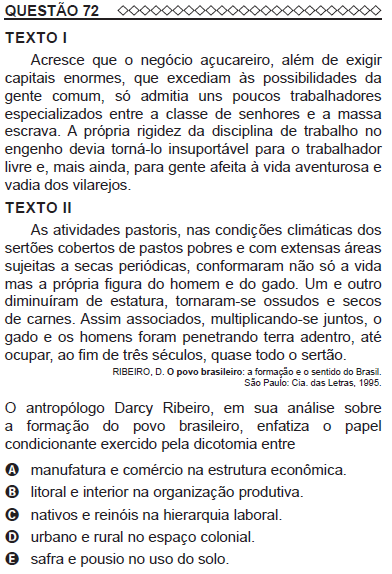 QUESTÃO 72
TEXTO I
Acresce que o negócio açucareiro, além de exigir
capitais enormes, que excediam às possibilidades da
gente comum, só admitia uns poucos trabalhadores
especializados entre a classe de senhores e a massa
escrava. A própria rigidez da disciplina de trabalho no
engenho devia torná-lo insuportável para o trabalhador
livre e, mais ainda, para gente afeita à vida aventurosa e
vadia dos vilarejos.
TEXTO II
As atividades pastoris, nas condições climáticas dos
sertões cobertos de pastos pobres e com extensas áreas
sujeitas a secas periódicas, conformaram não só a vida
mas a própria figura do homem e do gado. Um e outro
diminuíram de estatura, tornaram-se ossudos e secos
de carnes. Assim associados, multiplicando-se juntos, o
gado e os homens foram penetrando terra adentro, até
ocupar, ao fim de três séculos, quase todo o sertão.
RIBEIRO, D. O povo brasileiro: a formação e o sentido do Brasil.
São Paulo: Cia. das Letras, 1995.
O antropólogo Darcy Ribeiro, em sua análise sobre
a formação do povo brasileiro, enfatiza o papel
condicionante exercido pela dicotomia entre
A manufatura e comércio na estrutura econômica.
B litoral e interior na organização produtiva.
C nativos e reinóis na hierarquia laboral.
D urbano e rural no espaço colonial.
E safra e pousio no uso do solo.